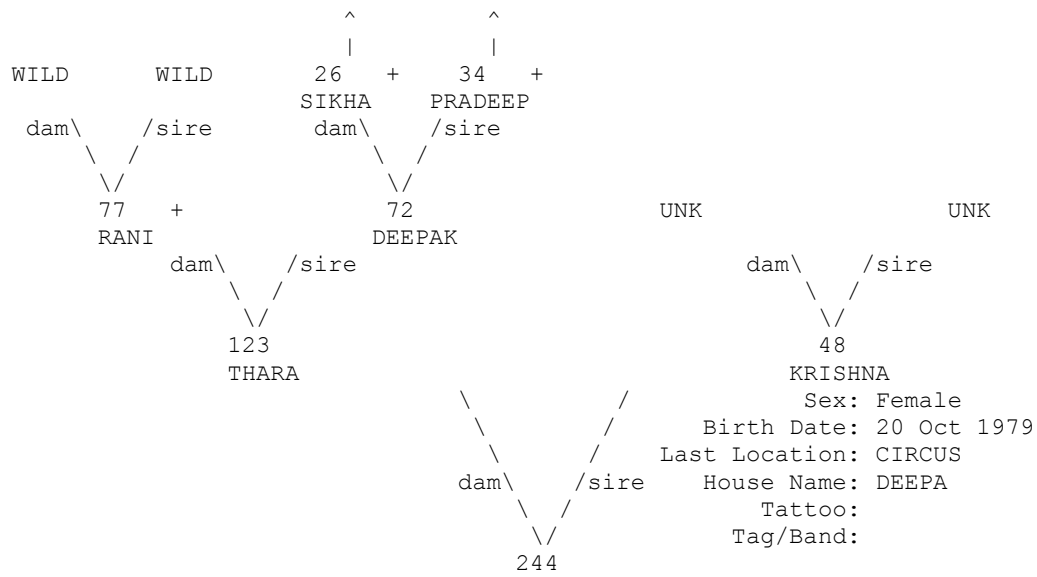 ^ ^
| |
WILD WILD 26 + 34 +
SIKHA PRADEEP
dam\ /sire dam\ /sire
\ / \ /
\/ \/
77 + 72 UNK UNK
RANI DEEPAK
dam\ /sire dam\ /sire
\ / \ /
\/ \/
123 48
THARA KRISHNA
\ / Sex: Female
\ / Birth Date: 20 Oct 1979
\ / Last Location: CIRCUS
dam\ /sire House Name: DEEPA
\ / Tattoo:
\/ Tag/Band:
244